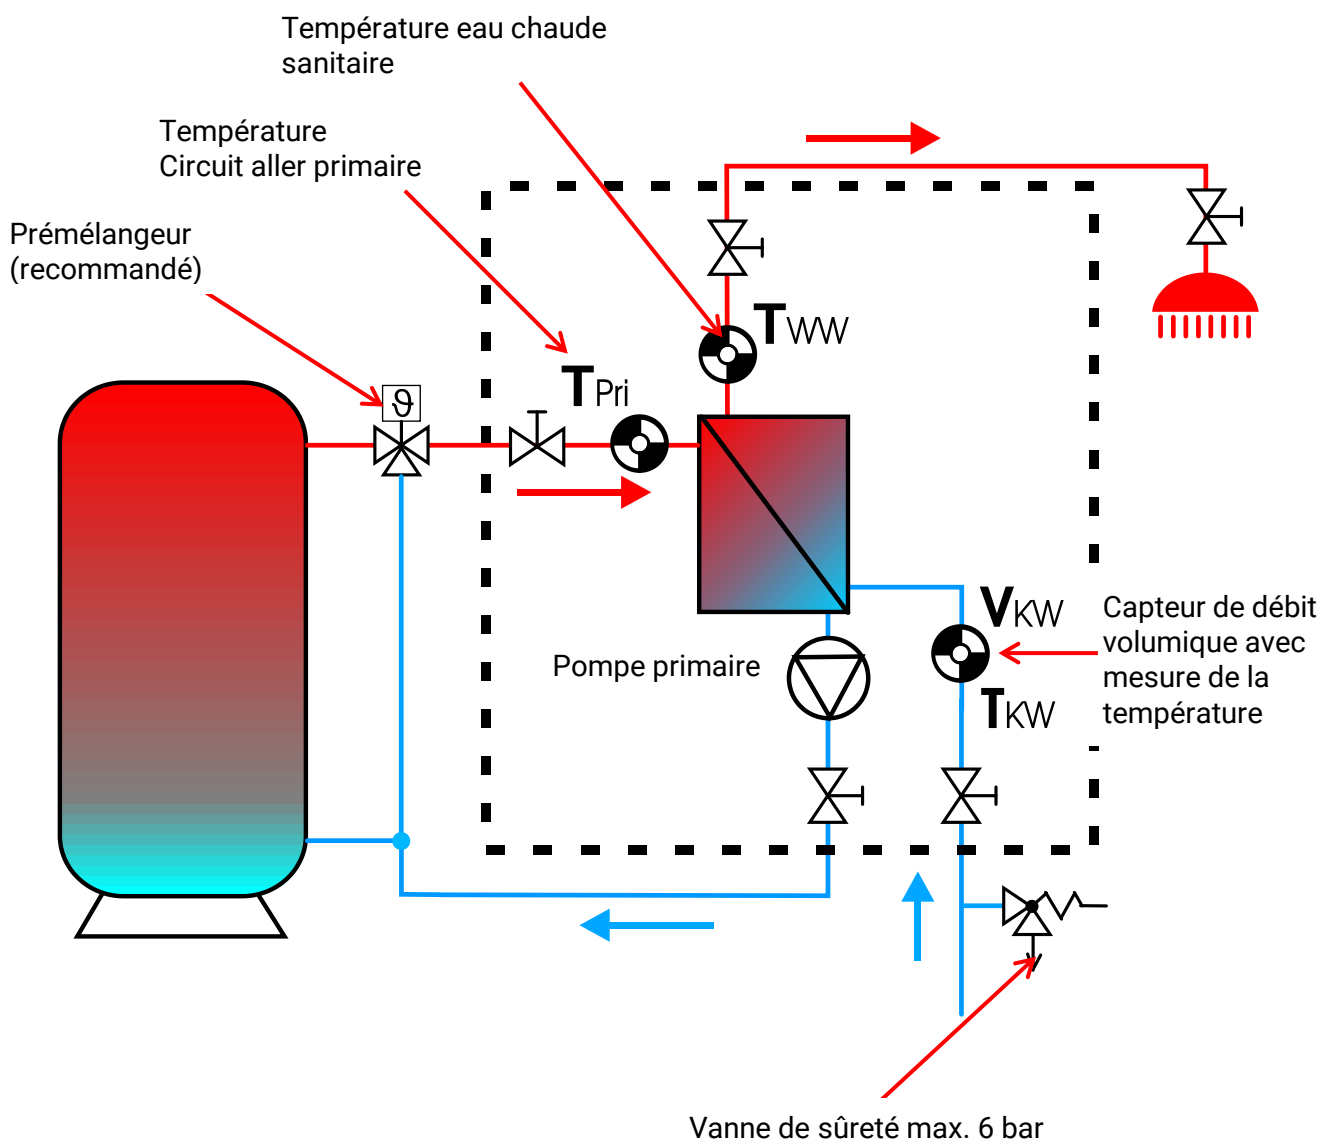 Température eau chaude
sanitaire
Température
Circuit aller primaire
Prémélangeur
(recommandé)
TWW
TPri
ϑ
VKW
Capteur de débit
volumique avec
mesure de la
température
Pompe primaire
TKW
Vanne de sûreté max. 6 bar